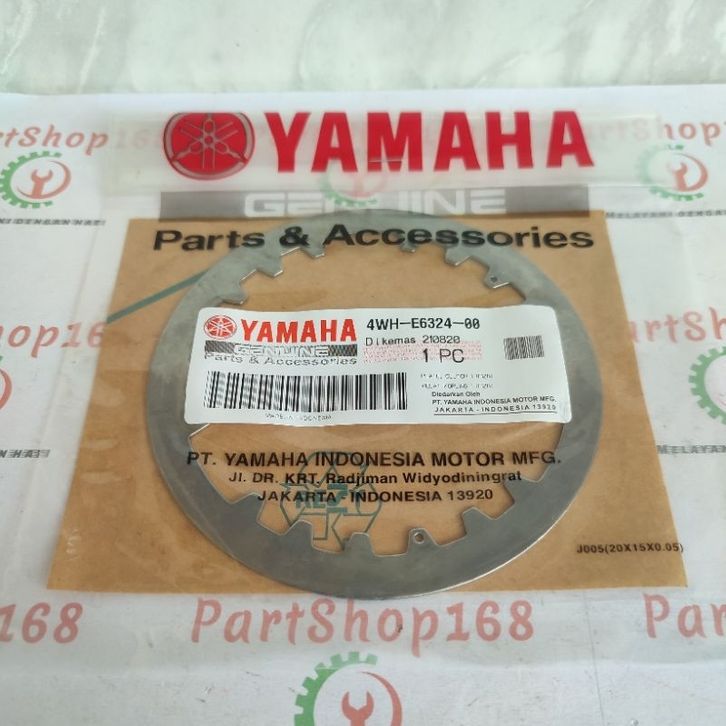 YAMAHA
PartShop168
GENUINE
Parts & Accessories
YAMAHA
GENUINE
Parts & Accessories
4WH-E6324-00
Dikemas 210820
1 PC
Diedarkan Oleh
PT. YAMAHA INDONESIA MOTOR MFG.
JAKARTA - INDONESIA 13920
PT. YAMAHA INDONESIA MOTOR MFG.
Jl. DR. KRT. Radjiman Widyodiningrat
JAKARTA - INDONESIA 13920
J005(20X15X0.05)
PartShop168
PartShop168